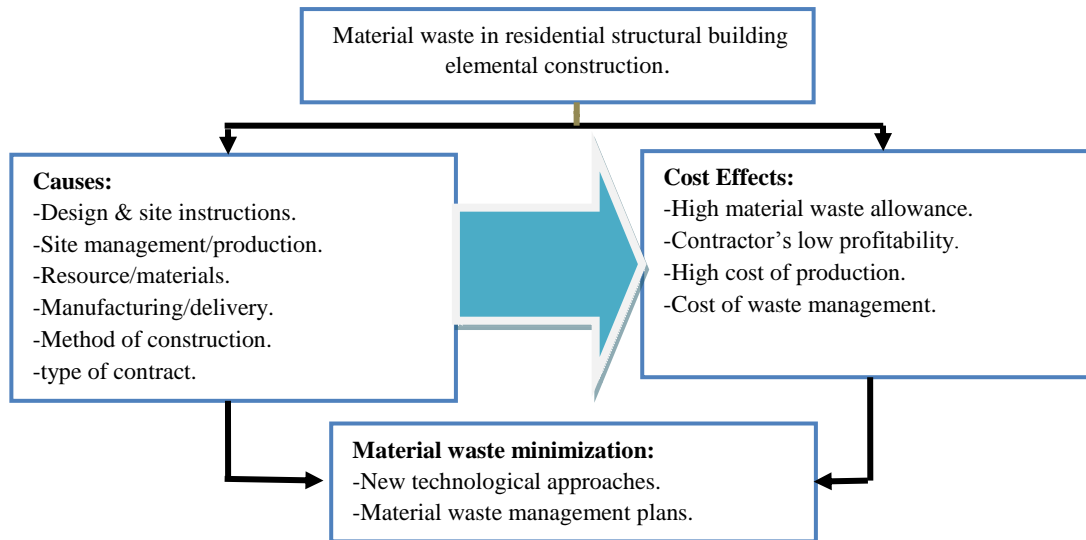 Material waste in residential structural building
elemental construction.
Causes:
-Design & site instructions.
-Site management/production.
-Resource/materials.
-Manufacturing/delivery.
-Method of construction.
-type of contract.
Cost Effects:
-High material waste allowance.
-Contractor’s low profitability.
-High cost of production.
-Cost of waste management.
Material waste minimization:
-New technological approaches.
-Material waste management plans.